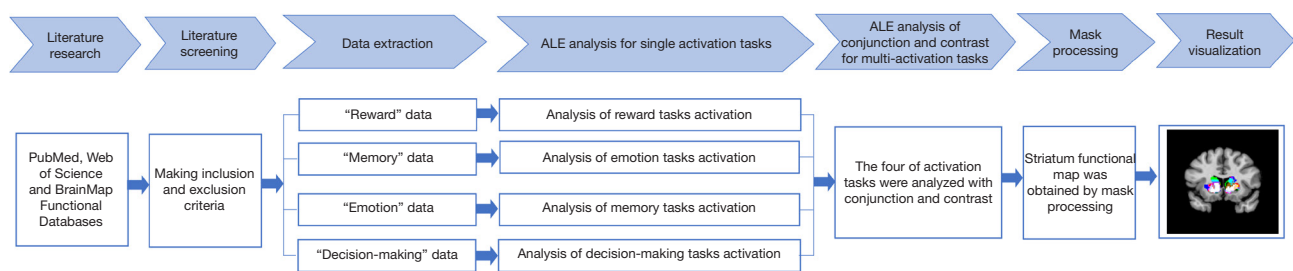 Literature
research
Literature
screening
Data extraction
ALE analysis for single activation tasks
ALE analysis of
conjunction and contrast
for multi-activation tasks
Mask
processing
Result
visualization
PubMed, Web
of Science
and BrainMap
Functional
Databases
Making inclusion
and exclusion
criteria
“Reward” data
Analysis of reward tasks activation
“Memory” data
Analysis of emotion tasks activation
“Emotion” data
Analysis of memory tasks activation
“Decision-making” data
Analysis of decision-making tasks activation
The four of activation
tasks were analyzed with
conjunction and contrast
Striatum functional
map was
obtained by mask
processing